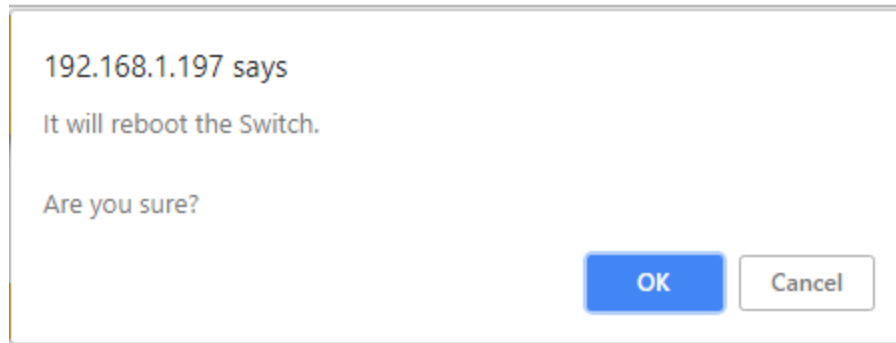 192.168.1.197 says
It will reboot the Switch.
Are you sure?
OK
Cancel